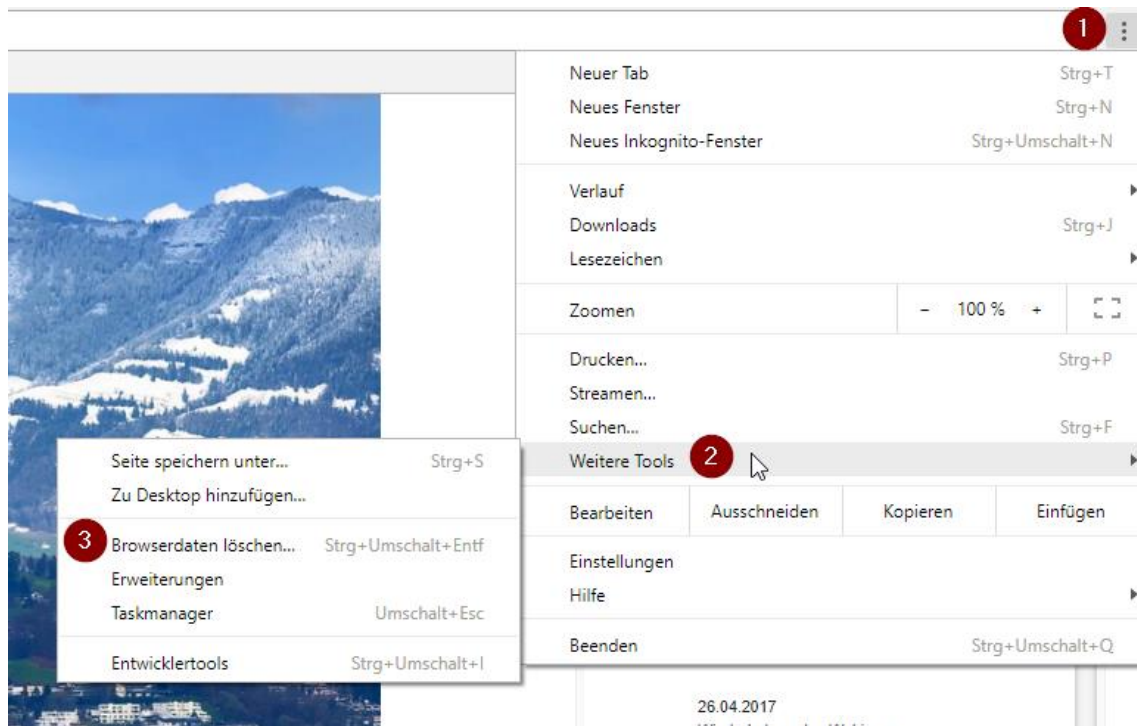 1
Neuer Tab Strg+T
Neues Fenster Strg+N
Neues Inkognito-Fenster Strg+Umschalt+N
Verlauf
Downloads Strg+J
Lesezeichen
Zoomen - 100 % +
Drucken... Strg+P
Streamen...
Suchen... Strg+F
Weitere Tools 2
Bearbeiten Ausschneiden Kopieren Einfügen
Einstellungen
Hilfe
Beenden Strg+Umschalt+Q
Seite speichern unter... Strg+S
Zu Desktop hinzufügen...
3 Browserdaten löschen... Strg+Umschalt+Entf
Erweiterungen
Taskmanager Umschalt+Esc
Entwicklertools Strg+Umschalt+I
26.04.2017